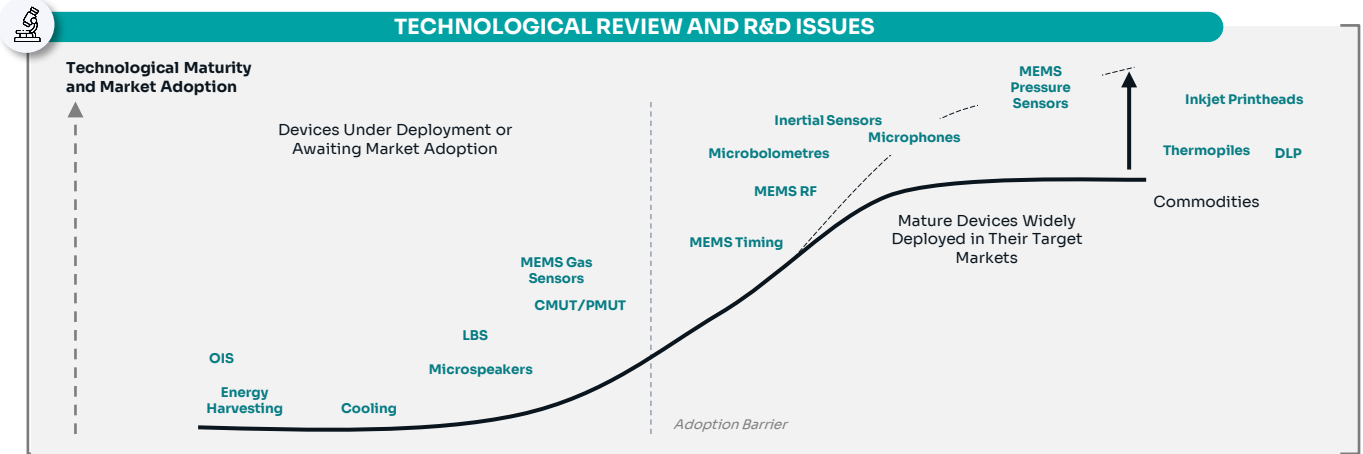 TECHNOLOGICAL REVIEW AND R&D ISSUES
Technological Maturity
and Market Adoption
Devices Under Deployment or
Awaiting Market Adoption
OIS
Energy
Harvesting
Cooling
Microspeakers
LBS
CMUT/PMUT
MEMS Gas
Sensors
Adoption Barrier
MEMS Timing
MEMS RF
Microbolometres
Inertial Sensors
Microphones
MEMS
Pressure
Sensors
Mature Devices Widely
Deployed in Their Target
Markets
Inkjet Printheads
Thermopiles
DLP
Commodities